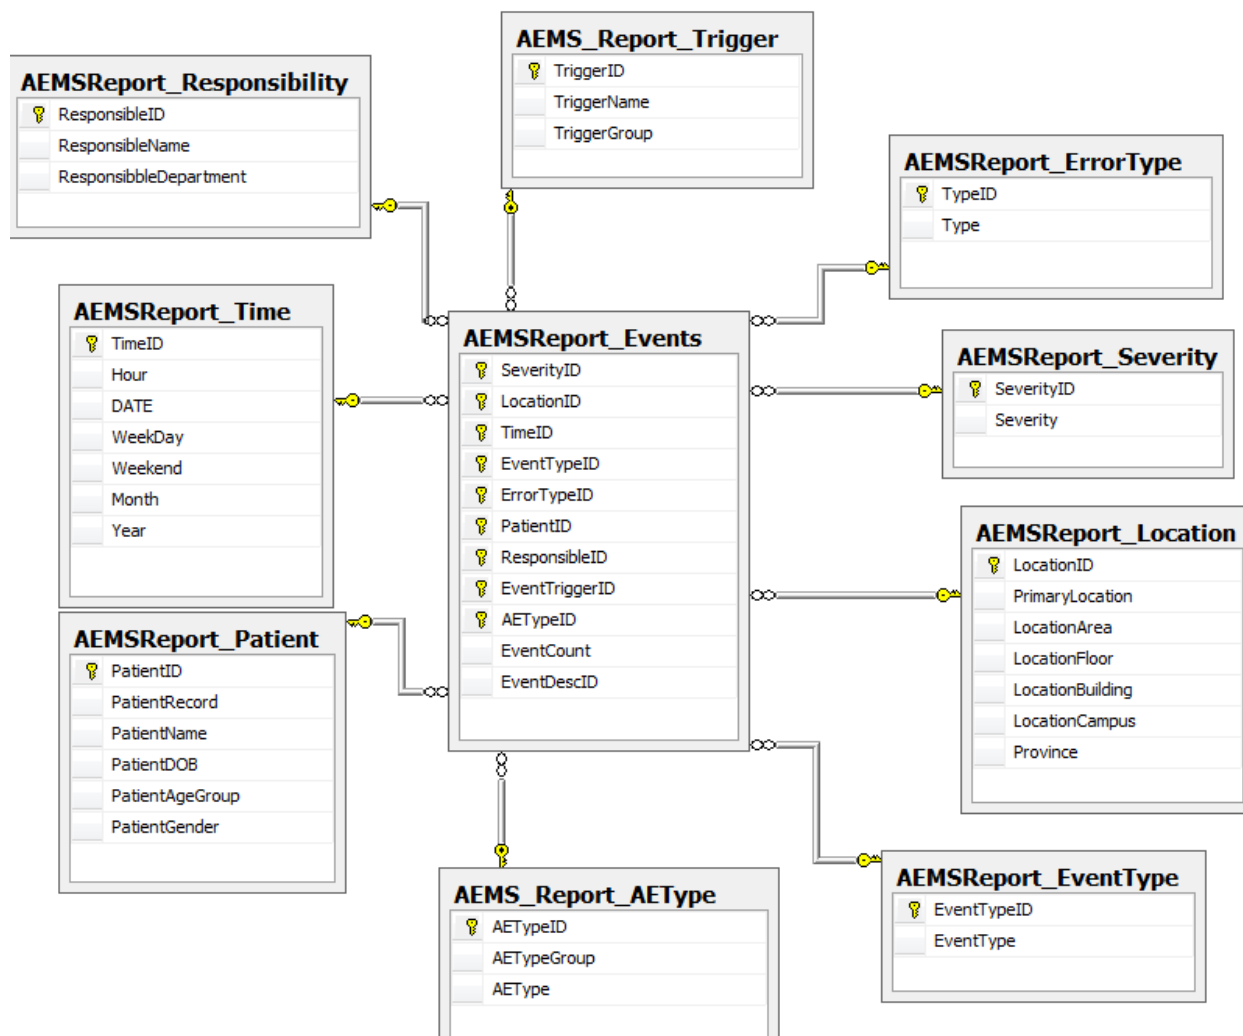 AEMS_Report_Trigger
TriggerID
TriggerName
TriggerGroup
AEMSReport_Responsibility
ResponsibleID
ResponsibleName
ResponsibbleDepartment
AEMSReport_ErrorType
TypeID
Type
AEMSReport_Time
TimeID
Hour
DATE
WeekDay
Weekend
Month
Year
AEMSReport_Events
SeverityID
LocationID
TimeID
EventTypeID
ErrorTypeID
PatientID
ResponsibleID
EventTriggerID
AETypeID
EventCount
EventDescID
AEMSReport_Severity
SeverityID
Severity
AEMSReport_Location
LocationID
PrimaryLocation
LocationArea
LocationFloor
LocationBuilding
LocationCampus
Province
AEMSReport_Patient
PatientID
PatientRecord
PatientName
PatientDOB
PatientAgeGroup
PatientGender
AEMS_Report_AEType
AETypeID
AETypeGroup
AEType
AEMSReport_EventType
EventTypeID
EventType